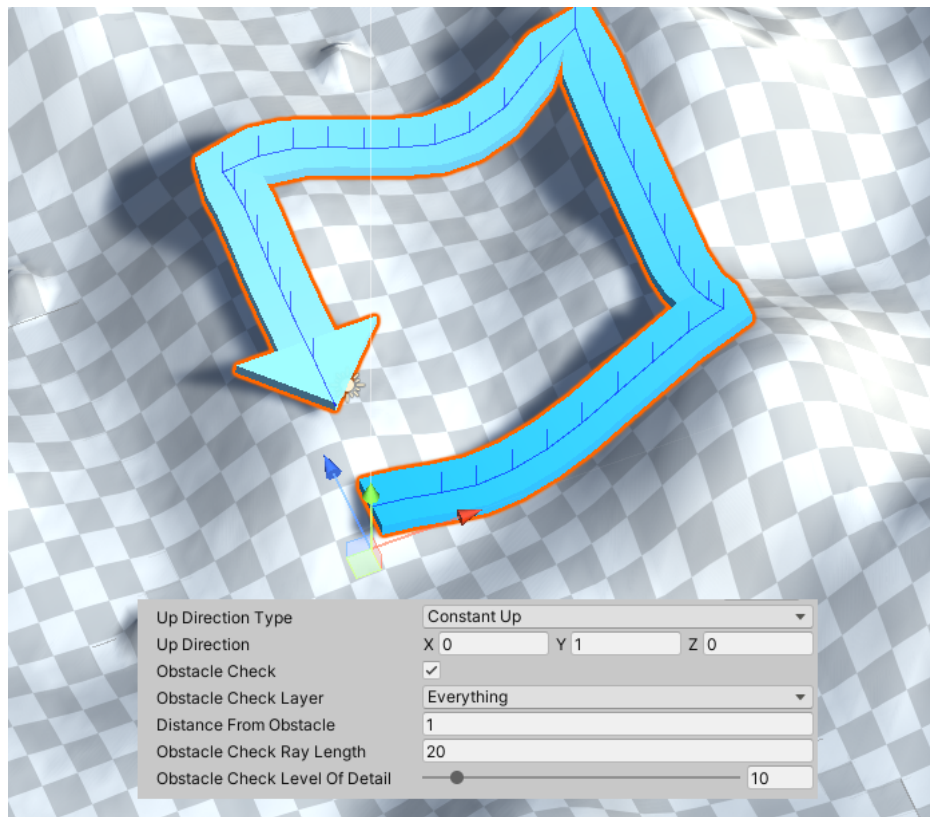 Up Direction Type Constant Up
Up Direction X 0 Y 1 Z 0
Obstacle Check
Obstacle Check Layer Everything
Distance From Obstacle 1
Obstacle Check Ray Length 20
Obstacle Check Level Of Detail 10